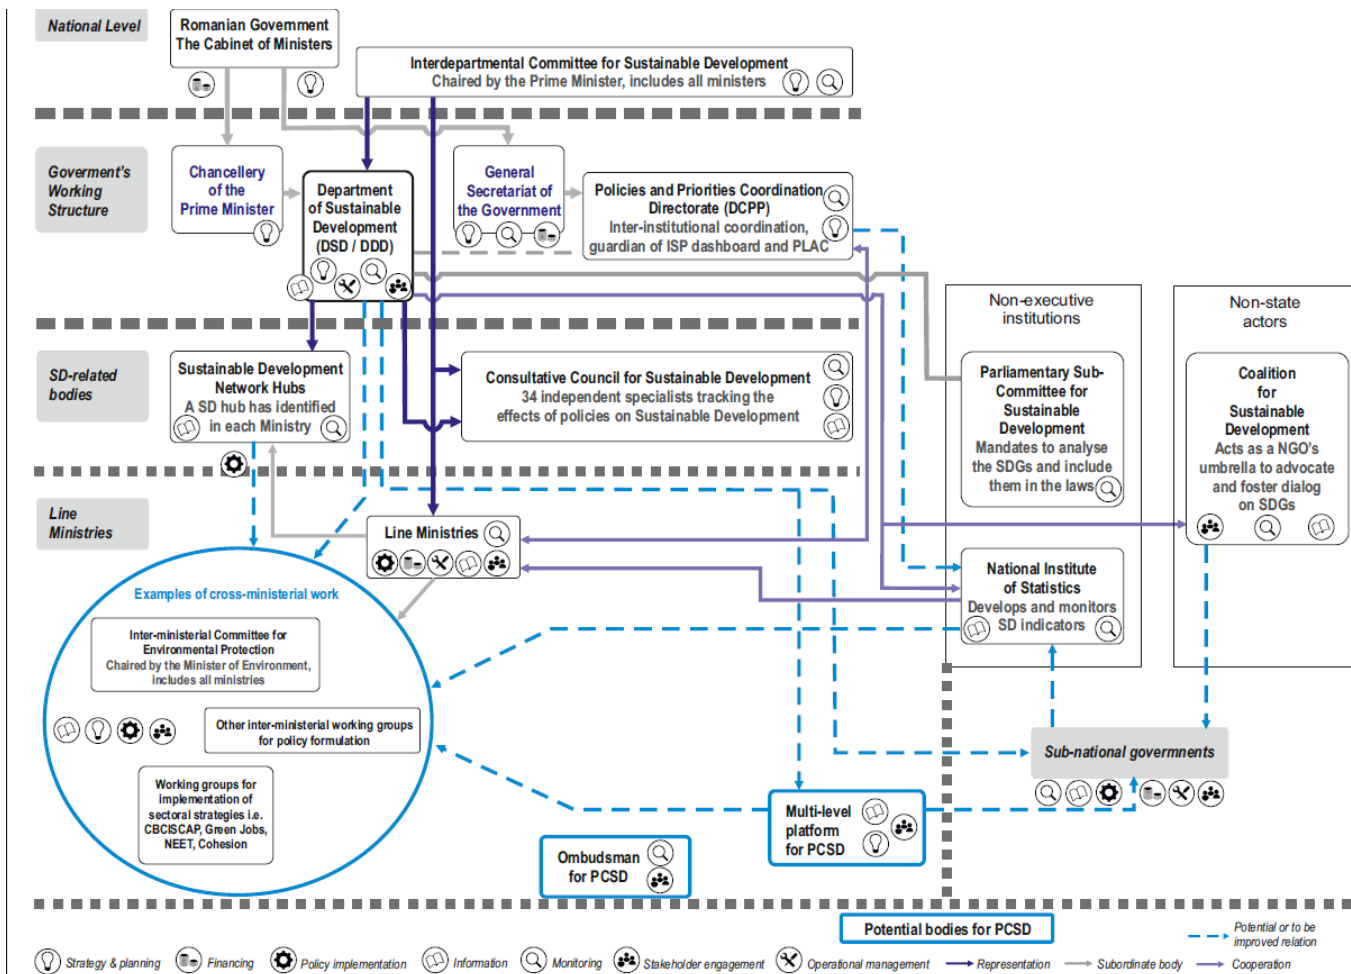 National Level
Romanian Government
The Cabinet of Ministers
Interdepartmental Committee for Sustainable Development
Chaired by the Prime Minister, includes all ministers
Goverment's
Working
Structure
Chancellery
of the
Prime Minister
Department
of Sustainable
Development
(DSD / DDD)
General
Secretariat of
the Government
Policies and Priorities Coordination
Directorate (DCPP)
Inter-institutional coordination,
guardian of ISP dashboard and PLAC
Non-executive
institutions
Non-state
actors
SD-related
bodies
Sustainable Development
Network Hubs
A SD hub has identified
in each Ministry
Consultative Council for Sustainable Development
34 independent specialists tracking the
effects of policies on Sustainable Development
Parliamentary Sub-
Committee for
Sustainable
Development
Mandates to analyse
the SDGs and include
them in the laws
Coalition
for
Sustainable
Development
Acts as a NGO's
umbrella to advocate
and foster dialog
on SDGs
Line
Ministries
Line Ministries
National Institute
of Statistics
Develops and monitors
SD indicators
Examples of cross-ministerial work
Inter-ministerial Committee for
Environmental Protection
Chaired by the Minister of Environment,
includes all ministries
Other inter-ministerial working groups
for policy formulation
Working groups for
implementation of
sectoral strategies i.e.
CBCISCAP, Green Jobs,
NEET, Cohesion
Sub-national govermnents
Multi-level
platform
for PCSD
Ombudsman
for PCSD
Potential bodies for PCSD
Potential or to be
improved relation
Strategy & planning
Financing
Policy implementation
Information
Monitoring
Stakeholder engagement
Operational management
Representation
Subordinate body
Cooperation